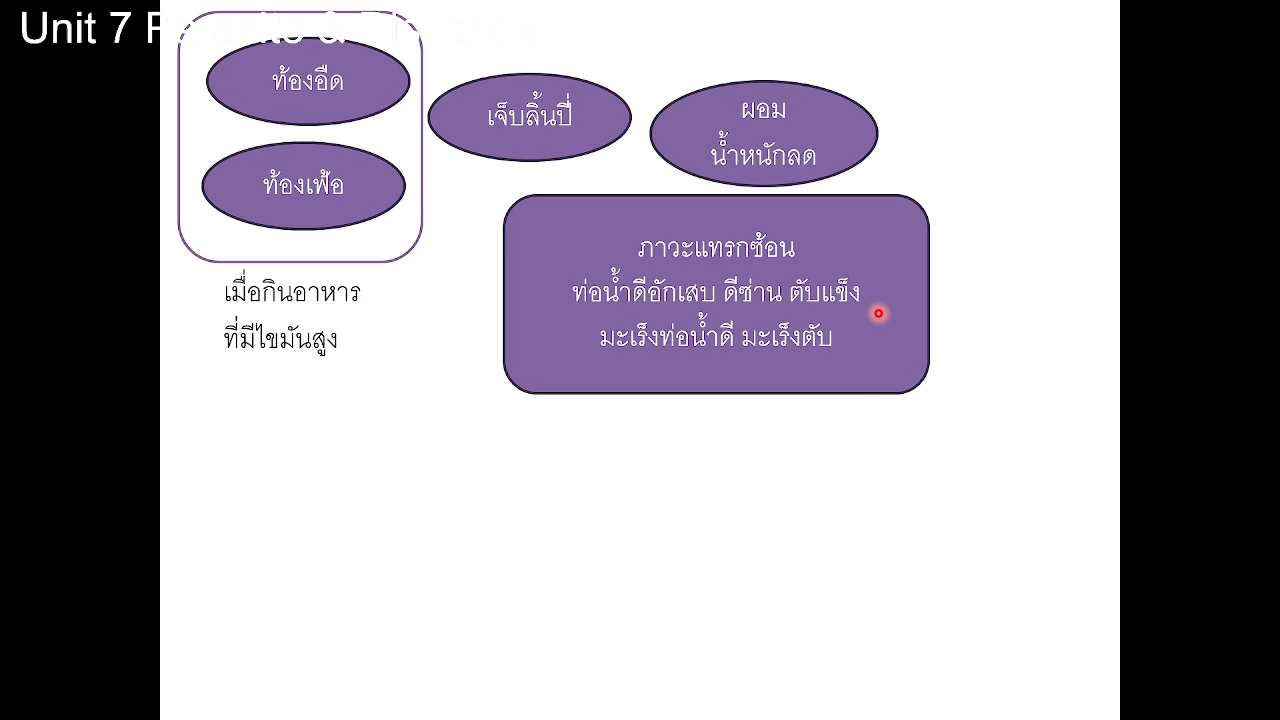 Unit 7
ท้องอืด
ท้องเฟ้อ
เจ็บลิ้นปี่
ผอม
น้ำหนักลด
เมื่อกินอาหาร
ที่มีไขมันสูง
ภาวะแทรกซ้อน
ท่อน้ำดีอักเสบ ดีซ่าน ตับแข็ง
มะเร็งท่อน้ำดี มะเร็งตับ